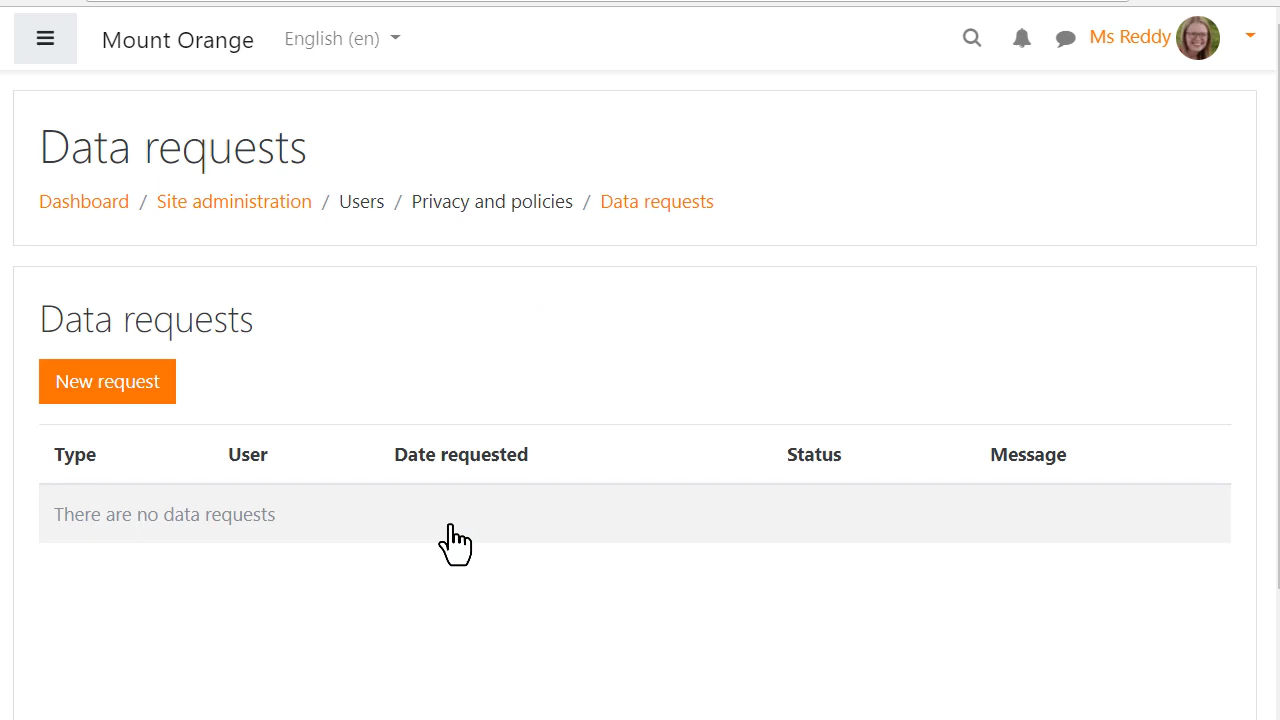 Mount Orange English (en) Ms Reddy
Data requests
Dashboard / Site administration / Users / Privacy and policies / Data requests
Data requests
New request
Type User Date requested Status Message
There are no data requests